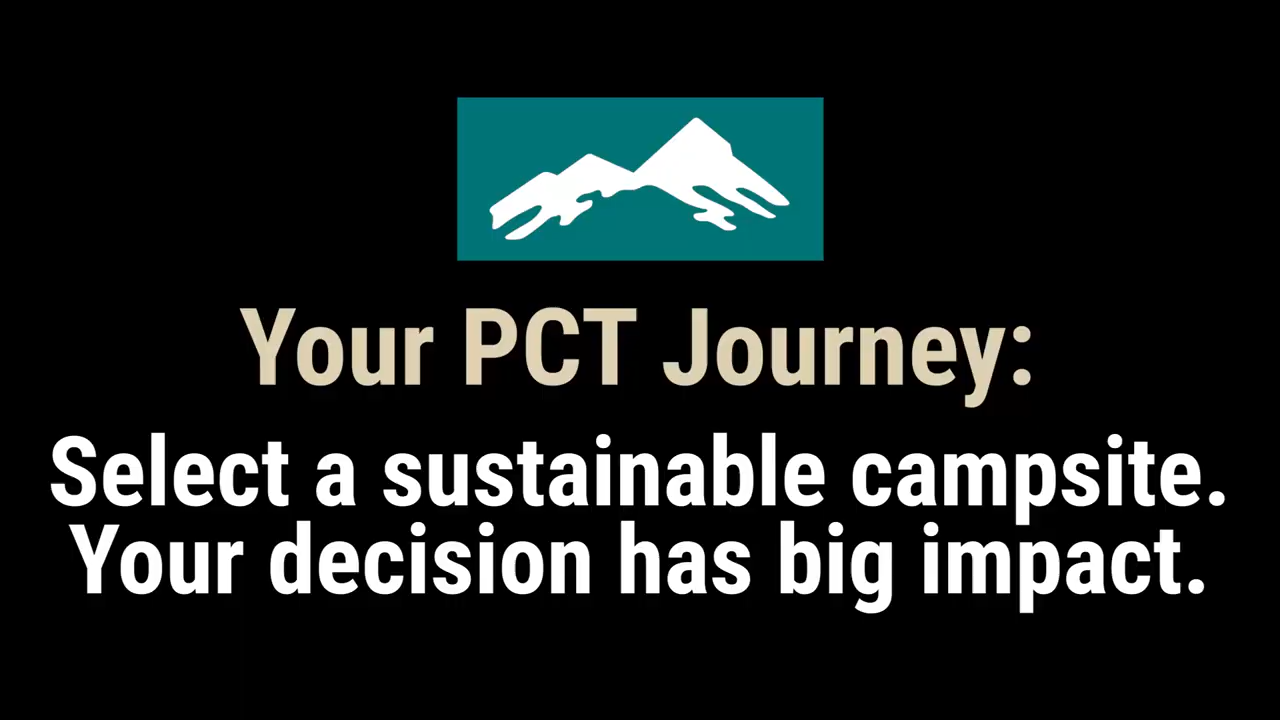 Your PCT Journey:
Select a sustainable campsite.
Your decision has big impact.